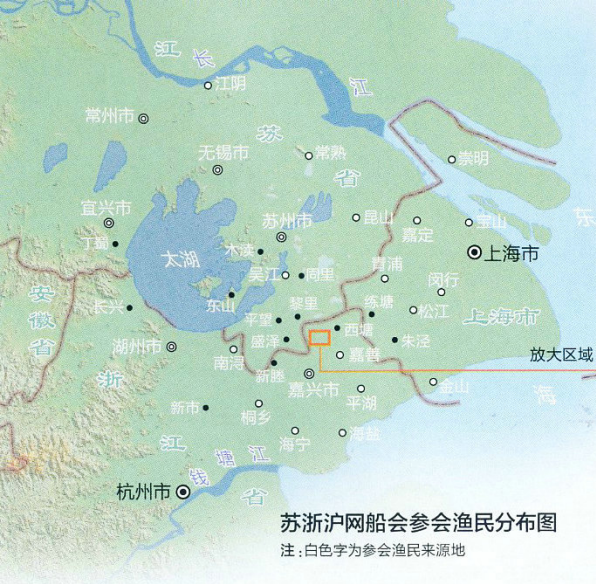 江
长
江
江阴
常州市
苏
省
无锡市
常熟
崇明
宜兴市
丁蜀
太湖
苏州市
木渎
昆山
嘉定
宝山
东
上海市
吴江
周里
青浦
闵行
安徽省
长兴
东山
黎里
平望
练塘
松江
上海市
西塘
盛泽
朱泾
湖州市
南浔
嘉善
放大区域
浙
新塍
嘉兴市
金山
海
新市
桐乡
平湖
江
海宁
海盐
钱塘江
杭州市
省
苏浙沪网船会参会渔民分布图
注:白色字为参会渔民来源地